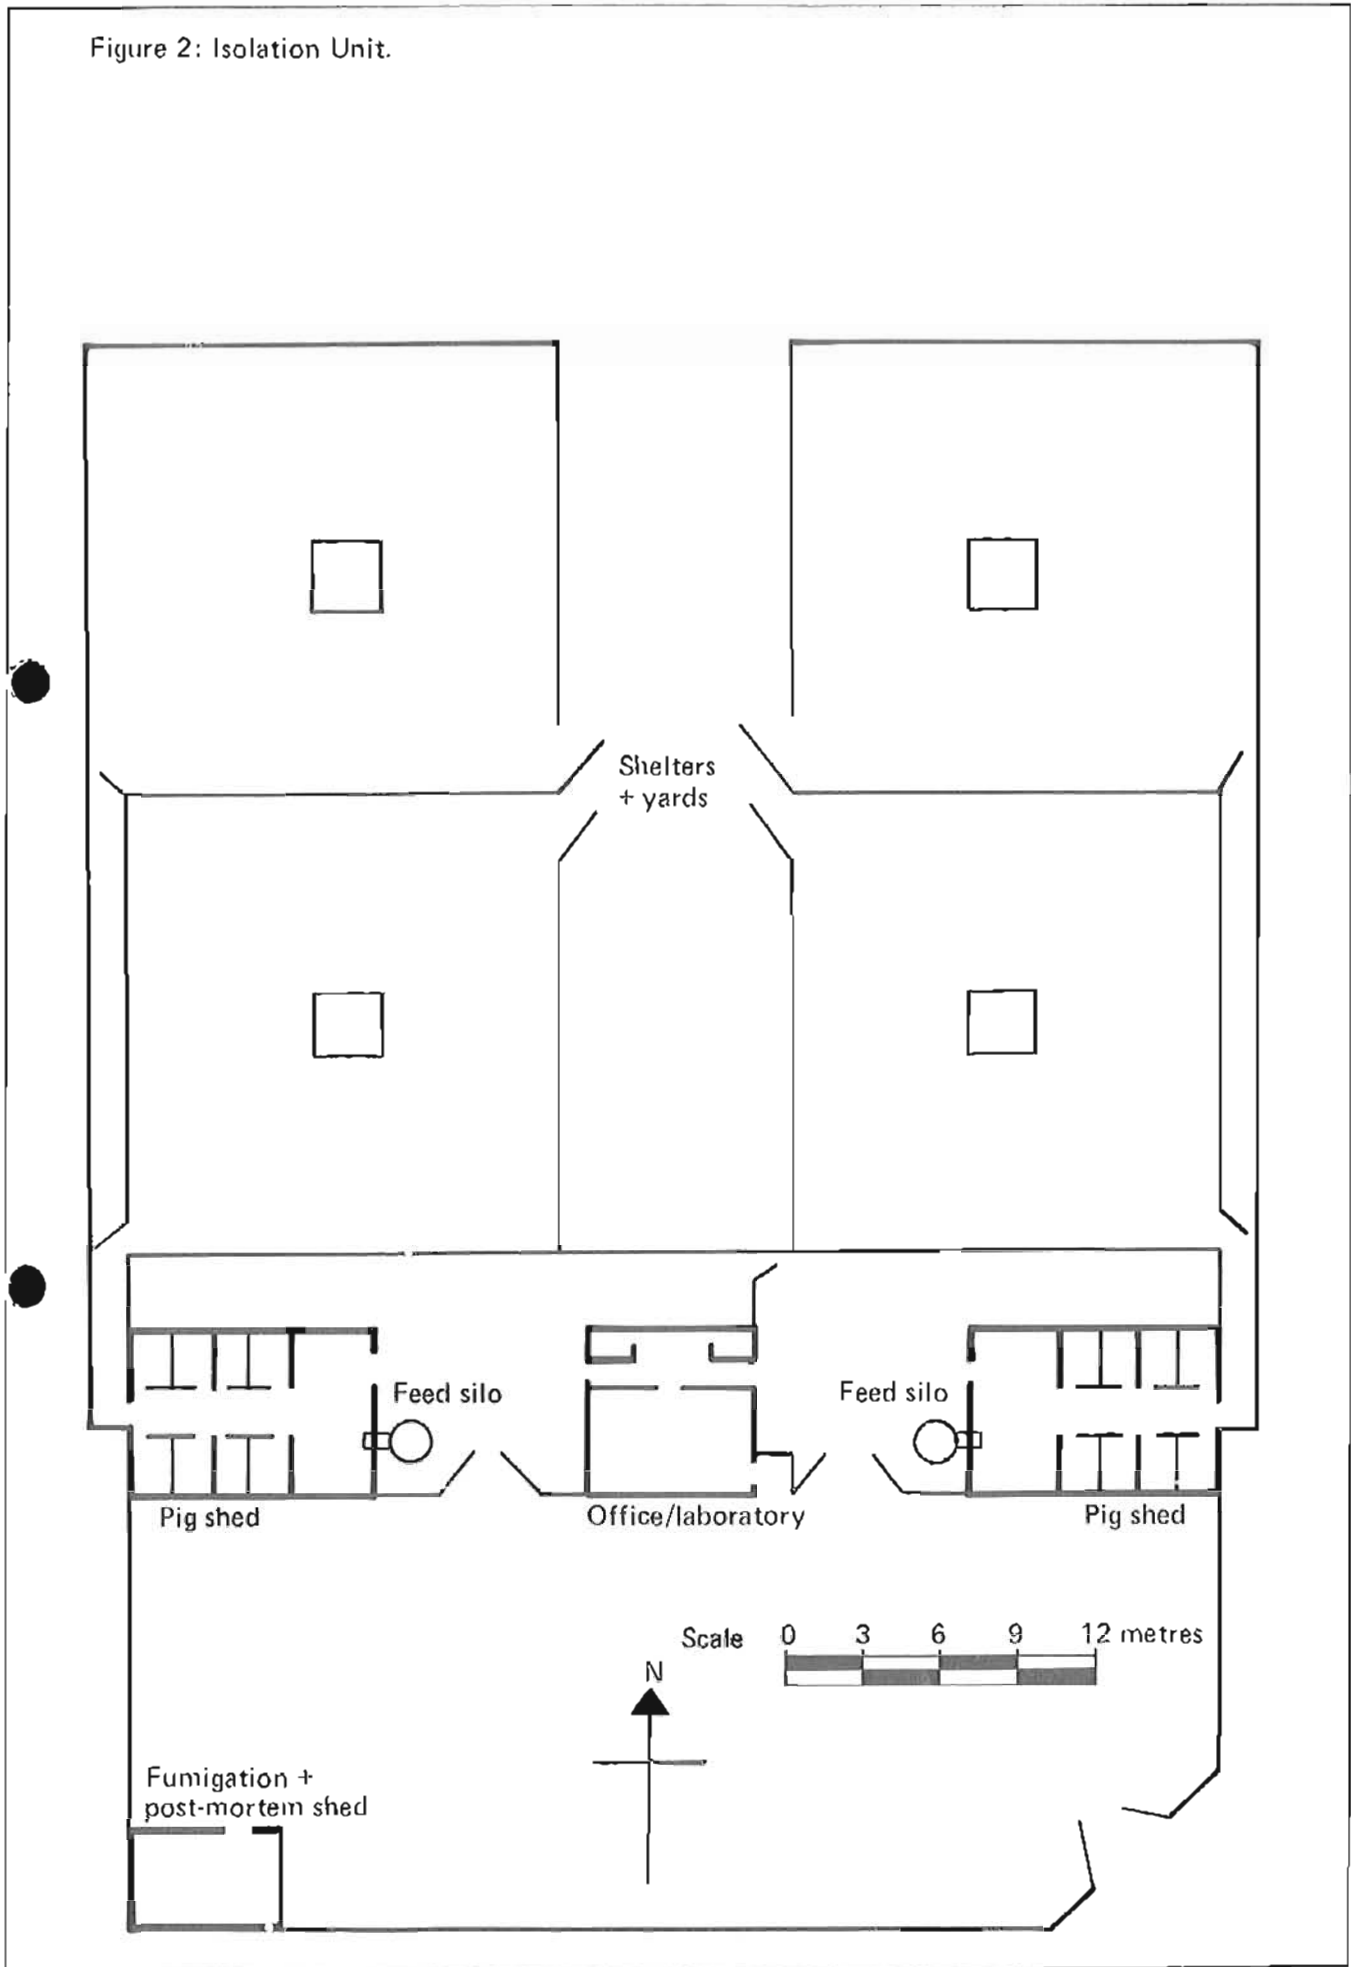 Figure 2: Isolation Unit.
Shelters
+ yards
Feed silo
Feed silo
Pig shed
Office/laboratory
Pig shed
Scale 0 3 6 9 12 metres
N
Fumigation +
post-mortem shed